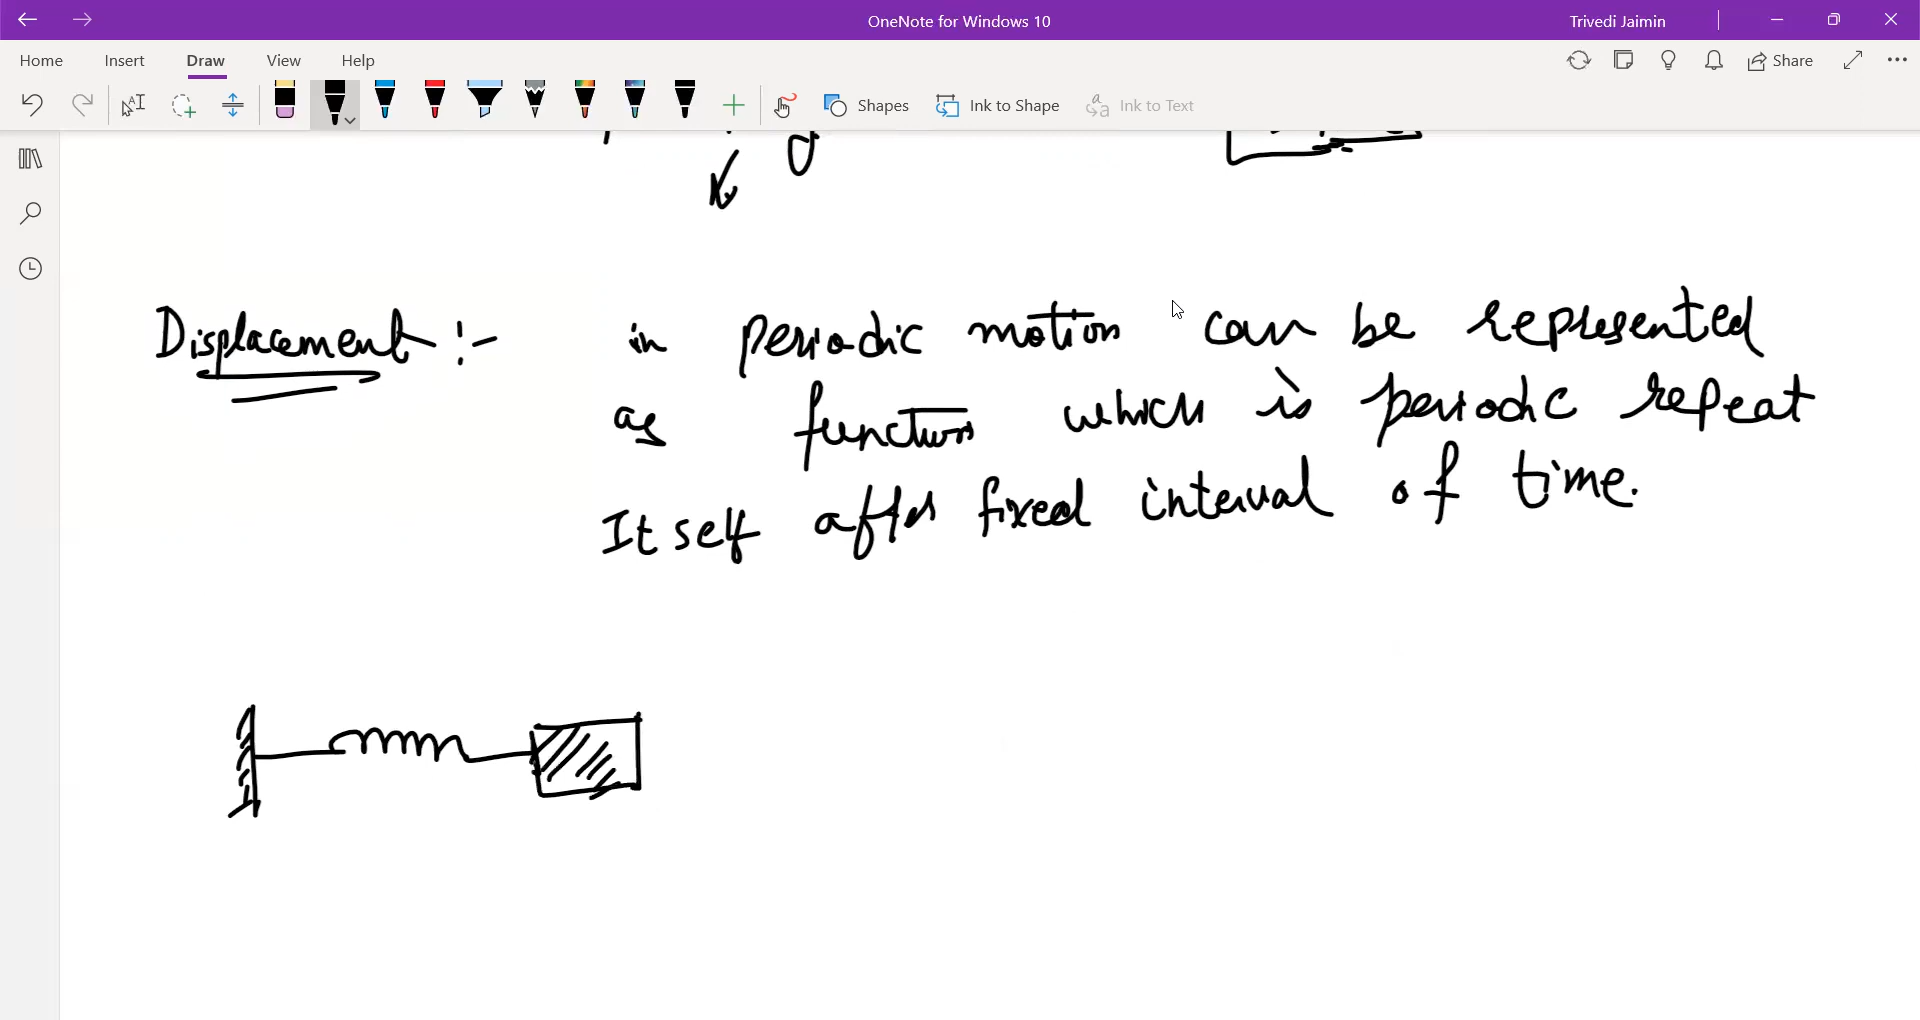 OneNote for Windows 10
Trivedi Jaimin
Home Insert Draw View Help
Share
Shapes Ink to Shape Ink to Text
Displacement :- in periodic motion can be represented
as function which is periodic repeat
Itself after fixed interval of time.